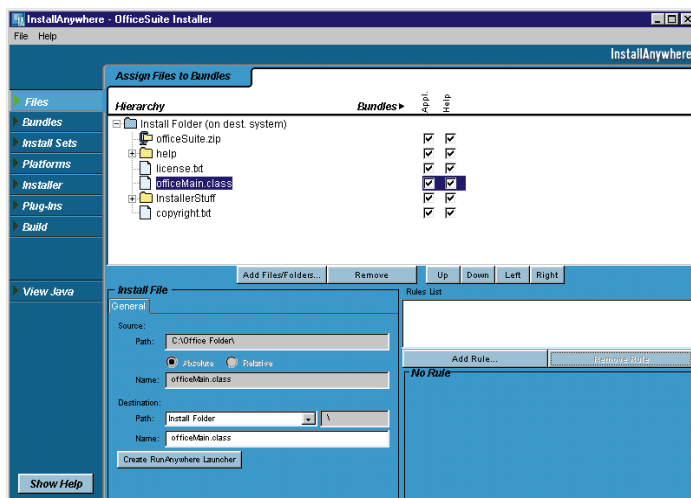 InstallAnywhere - OfficeSuite Installer
File Help
InstallAnywhere
Assign Files to Bundles
Files
Bundles
Install Sets
Platforms
Installer
Plug-Ins
Build
View Java
Show Help
Hierarchy
Bundles
Appl.
Help
Install Folder (on dest. system)
officeSuite.zip
help
license.txt
officeMain.class
InstallerStuff
copyright.txt
Add Files/Folders... Remove Up Down Left Right
Install File
General
Source:
Path: C:\Office Folder\
Absolute Relative
Name: officeMain.class
Destination:
Path: Install Folder \
Name: officeMain.class
Create RunAnywhere Launcher
Rules List
Add Rule... Remove Rule
No Rule